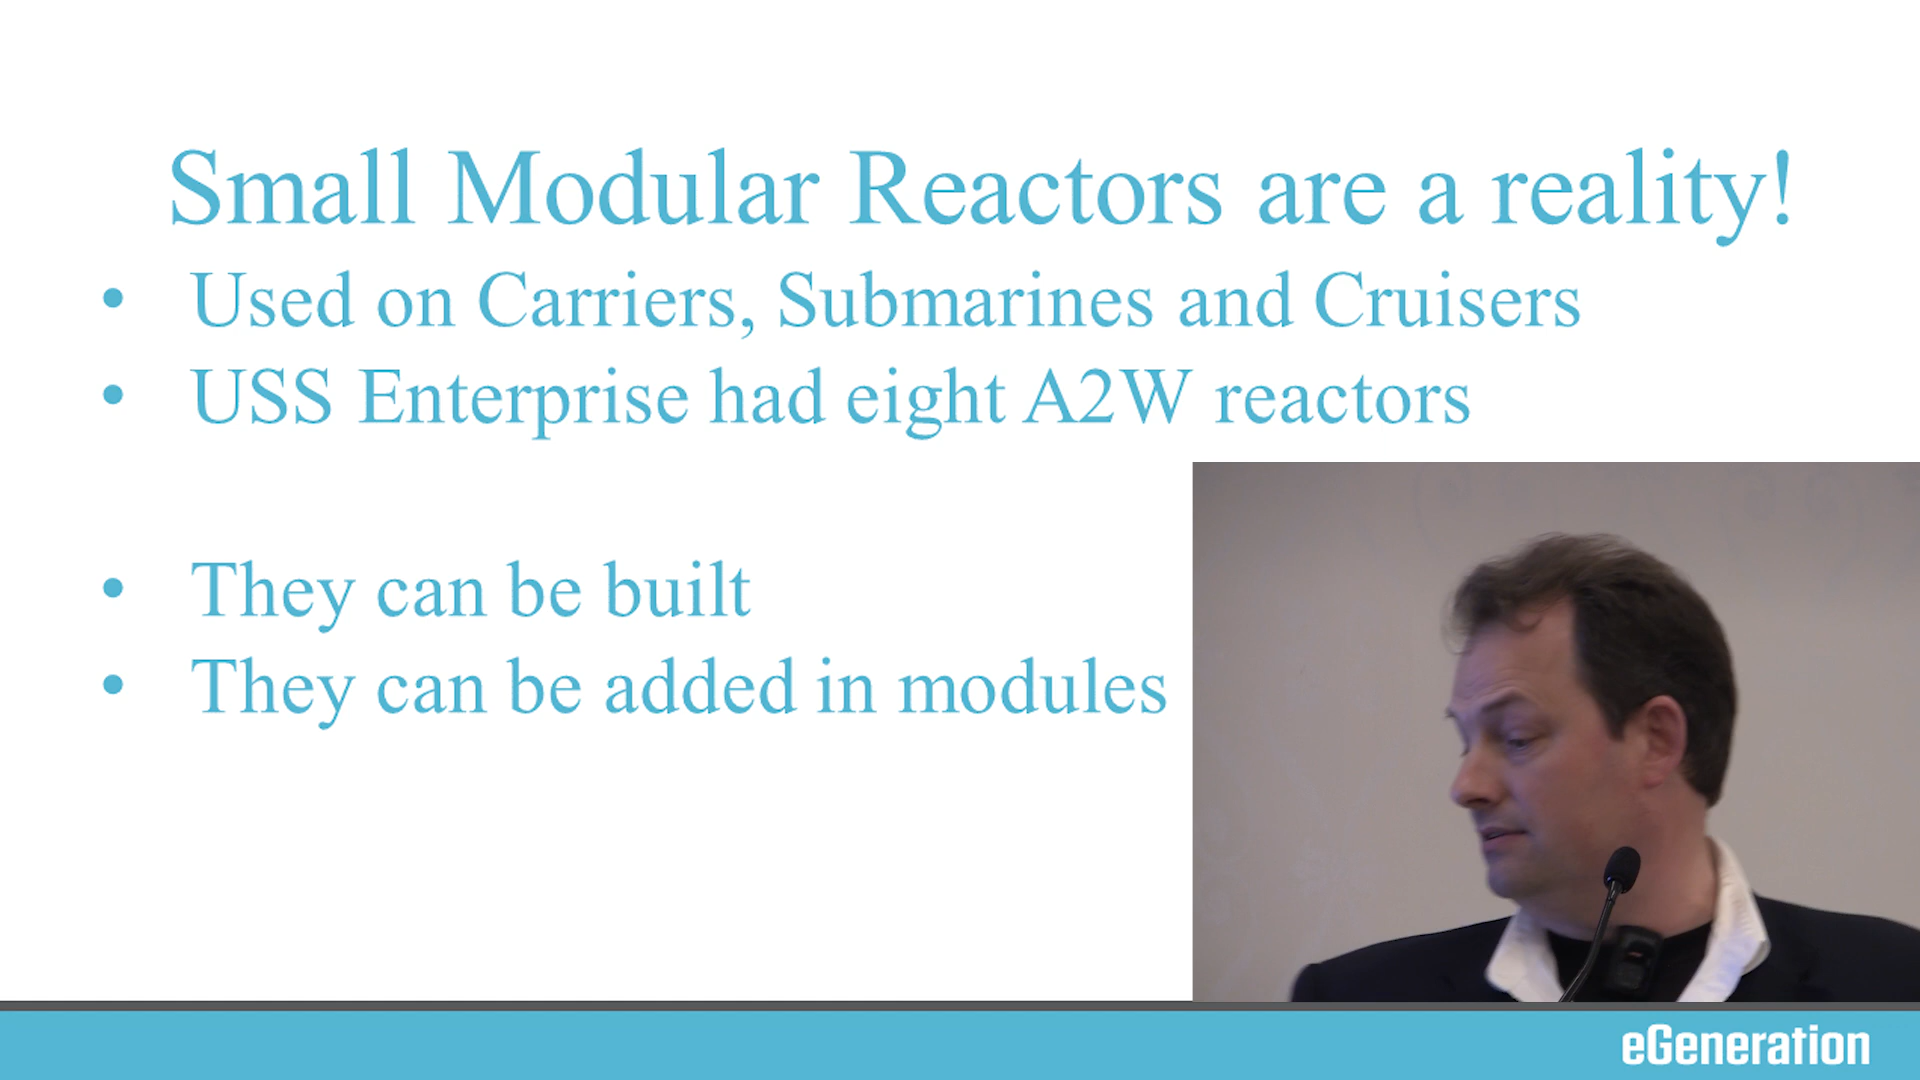 Small Modular Reactors are a reality!
• Used on Carriers, Submarines and Cruisers
• USS Enterprise had eight A2W reactors
• They can be built
• They can be added in modules
eGeneration